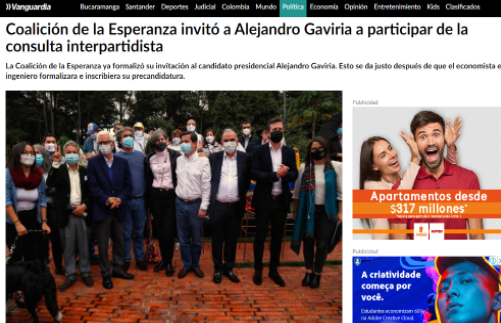 Vanguardia
Bucaramanga Santander Deportes Judicial Colombia Mundo Política Economía Opinión Entretenimiento Kids Clasificados
Coalición de la Esperanza invitó a Alejandro Gaviria a participar de la
consulta interpartidista
La Coalición de la Esperanza ya formalizó su invitación al candidato presidencial Alejandro Gaviria. Esto se da justo después de que el economista e
ingeniero formalizara e inscribiera su precandidatura.
Publicidad
Apartamentos desde
$317 millones*
Publicidad
A criatividade
começa por
você.
Estudantes economizam 60%
na Adobe Creative Cloud.